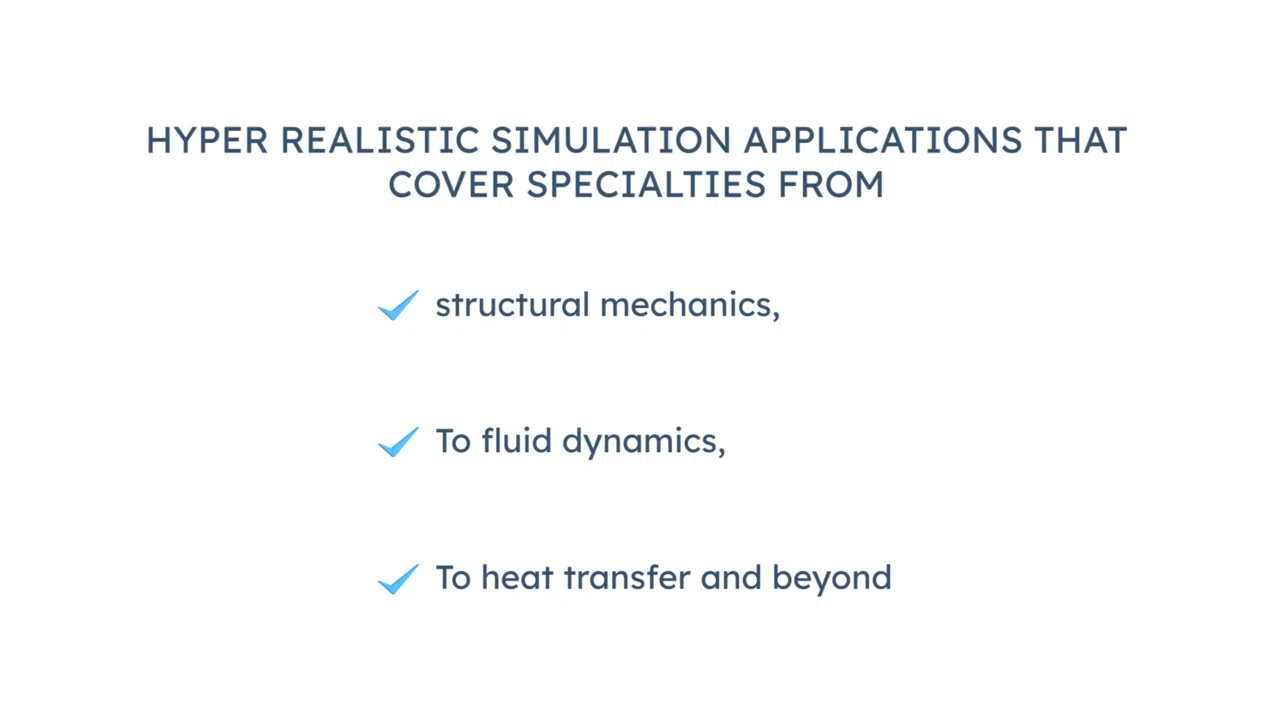 HYPER REALISTIC SIMULATION APPLICATIONS THAT
COVER SPECIALTIES FROM
structural mechanics,
To fluid dynamics,
To heat transfer and beyond